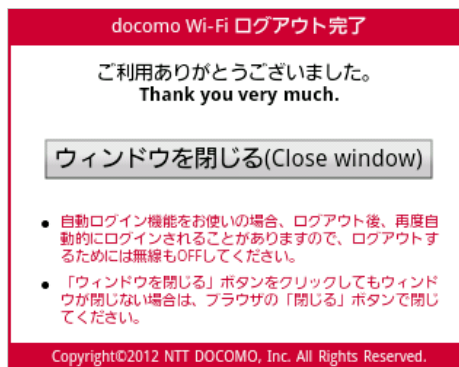 docomo Wi-Fi ログアウト完了
ご利用ありがとうございました。
Thank you very much.
ウィンドウを閉じる(Close window)
● 自動ログイン機能をお使いの場合、ログアウト後、再度自
動的にログインされることがありますので、ログアウトす
るためには無線もOFFしてください。
● 「ウィンドウを閉じる」ボタンをクリックしてもウィンド
ウが閉じない場合は、ブラウザの「閉じる」ボタンで閉じ
てください。
Copyright©2012 NTT DOCOMO, Inc. All Rights Reserved.